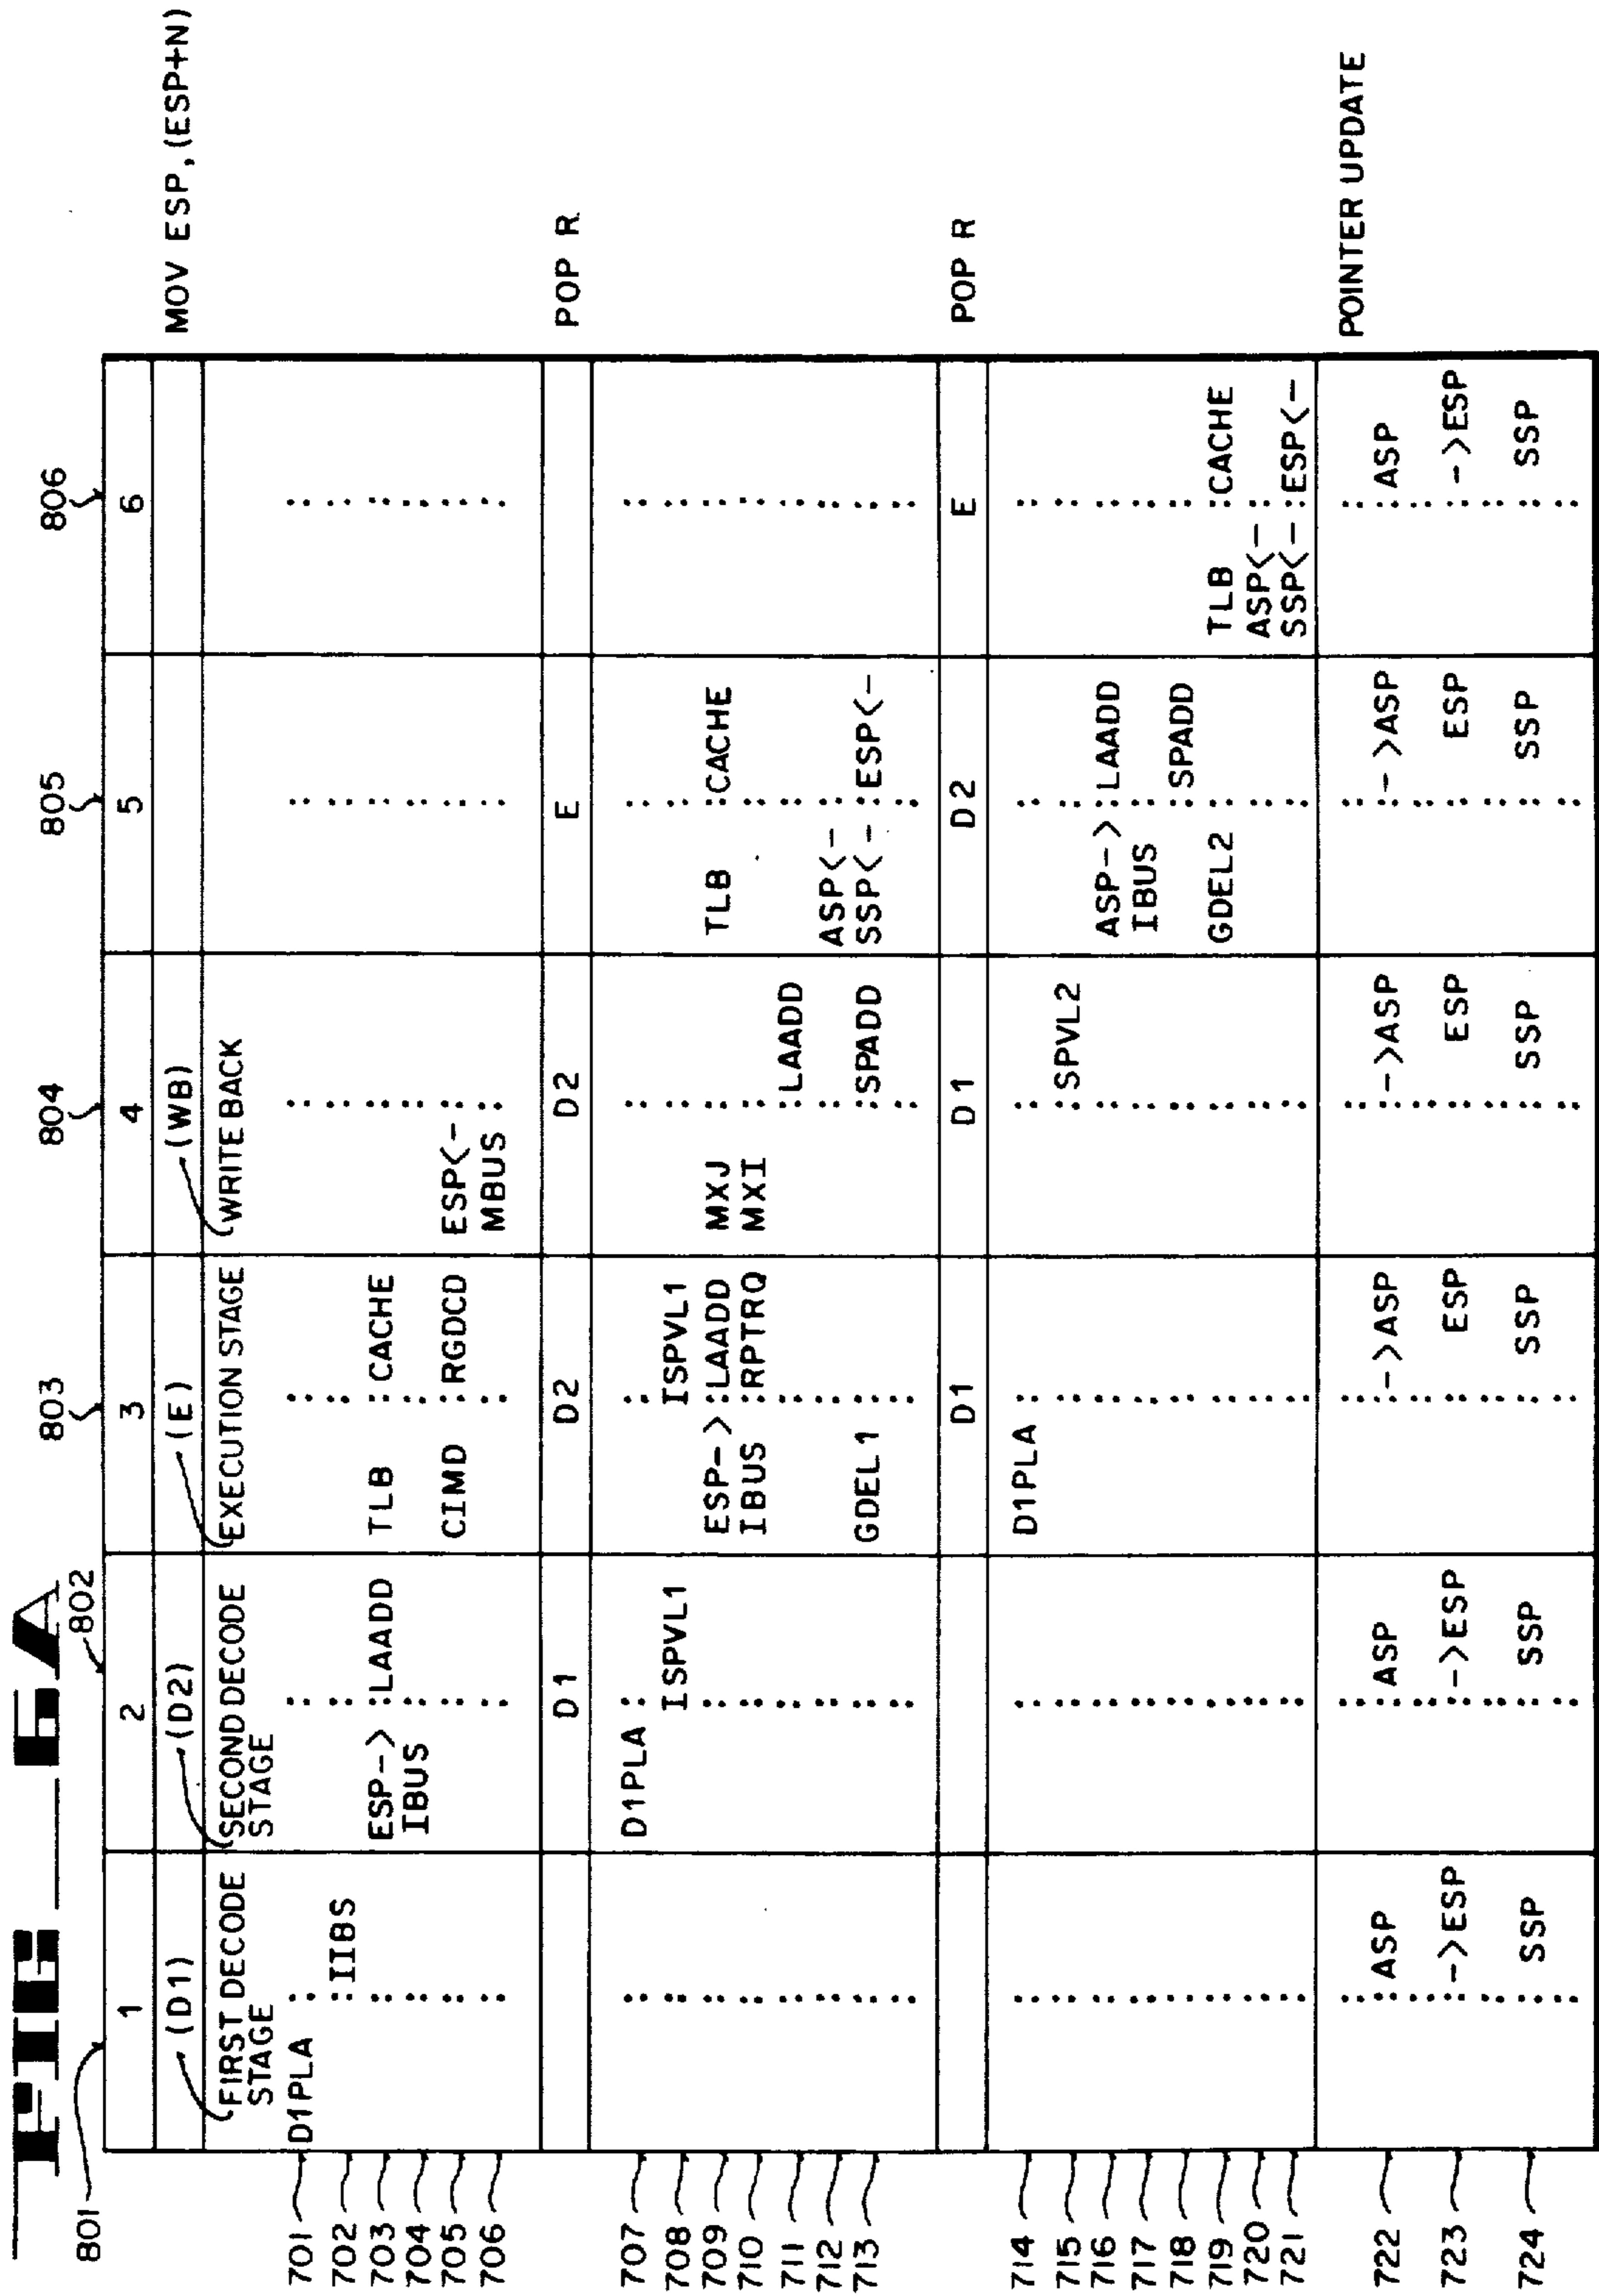 FIG_6A
801 802 803 804 805 806
1 2 3 4 5 6
(D1) (D2) (E) (WB) MOV ESP,(ESP+N)
FIRST DECODE STAGE
SECOND DECODE STAGE
EXECUTION STAGE
WRITE BACK
701 D1PLA
702 :IIBS
703 ESP-> :LAADD TLB :CACHE
704 IBUS
705 CIMD :RGDCD ESP<-
706 MBUS
D1 D2 D2 E POP R
707 D1PLA
708 ISPVL1 ISPVL1
709 ESP-> :LAADD MXJ TLB :CACHE
710 IBUS :RPTRQ MXI
711 :LAADD
712 ASP<-
713 GDEL1 :SPADD SSP<- :ESP<-
D1 D1 D2 E POP R
714 D1PLA
715 :SPVL2
716 ASP-> :LAADD
717 IBUS
718 :SPADD
719 GDEL2 TLB :CACHE
720 ASP<-
721 SSP<- :ESP<-
POINTER UPDATE
722 :ASP :ASP ->ASP ->ASP ->ASP :ASP
723 ->ESP ->ESP ESP ESP ESP ->ESP
724 SSP SSP SSP SSP SSP SSP